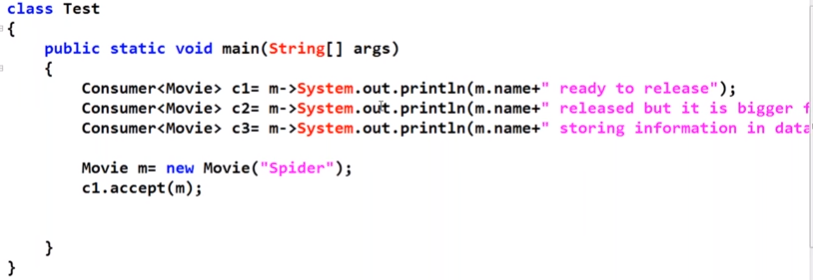 class Test
{
public static void main(String[] args)
{
Consumer<Movie> c1= m->System.out.println(m.name+" ready to release");
Consumer<Movie> c2= m->System.out.println(m.name+" released but it is bigger f
Consumer<Movie> c3= m->System.out.println(m.name+" storing information in data
Movie m= new Movie("Spider");
c1.accept(m);
}
}